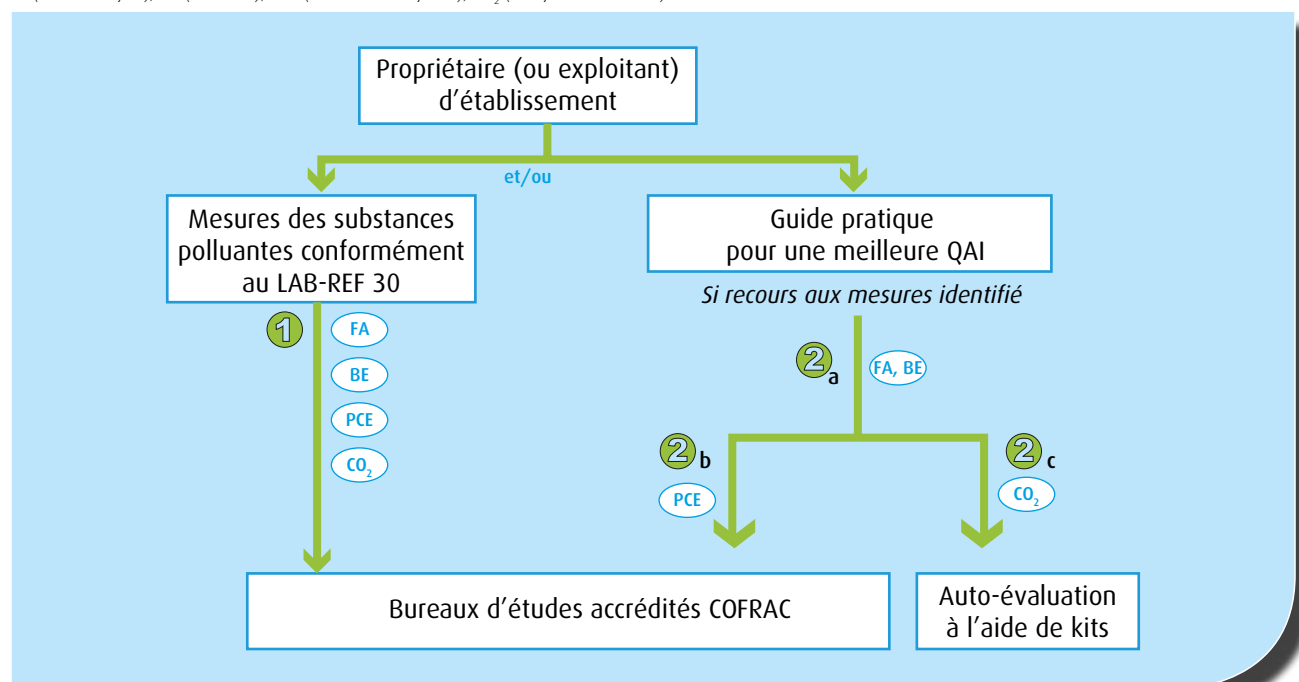 Propriétaire (ou exploitant)
d'établissement
et/ou
Mesures des substances
polluantes conformément
au LAB-REF 30
Guide pratique
pour une meilleure QAI
Si recours aux mesures identifié
1
FA
BE
PCE
CO₂
2a
FA, BE
2b
PCE
2c
CO₂
Bureaux d'études accrédités COFRAC
Auto-évaluation
à l'aide de kits